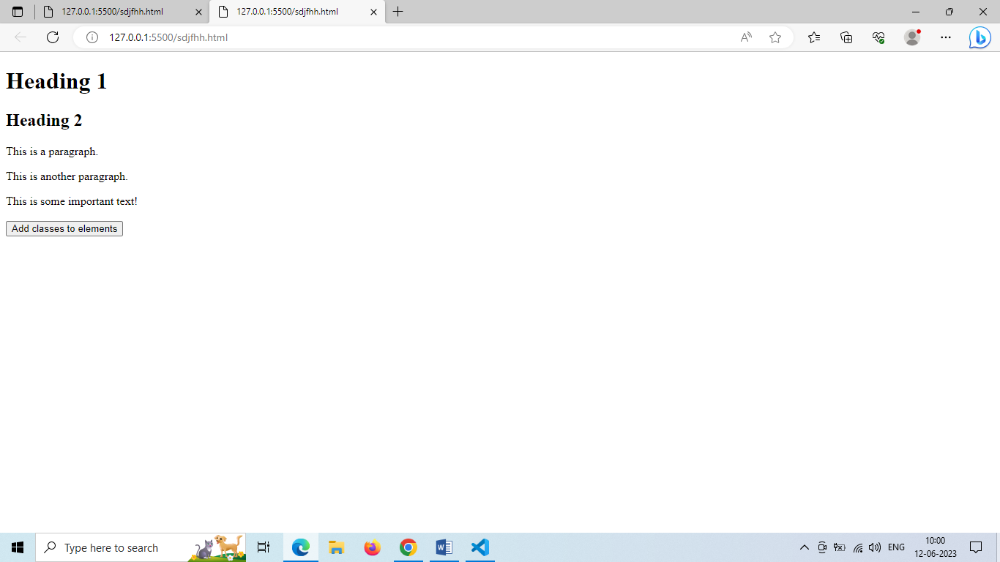 127.0.0.1:5500/sdjfhh.html
127.0.0.1:5500/sdjfhh.html
127.0.0.1:5500/sdjfhh.html
Heading 1
Heading 2
This is a paragraph.
This is another paragraph.
This is some important text!
Add classes to elements
Type here to search
ENG
10:00
12-06-2023